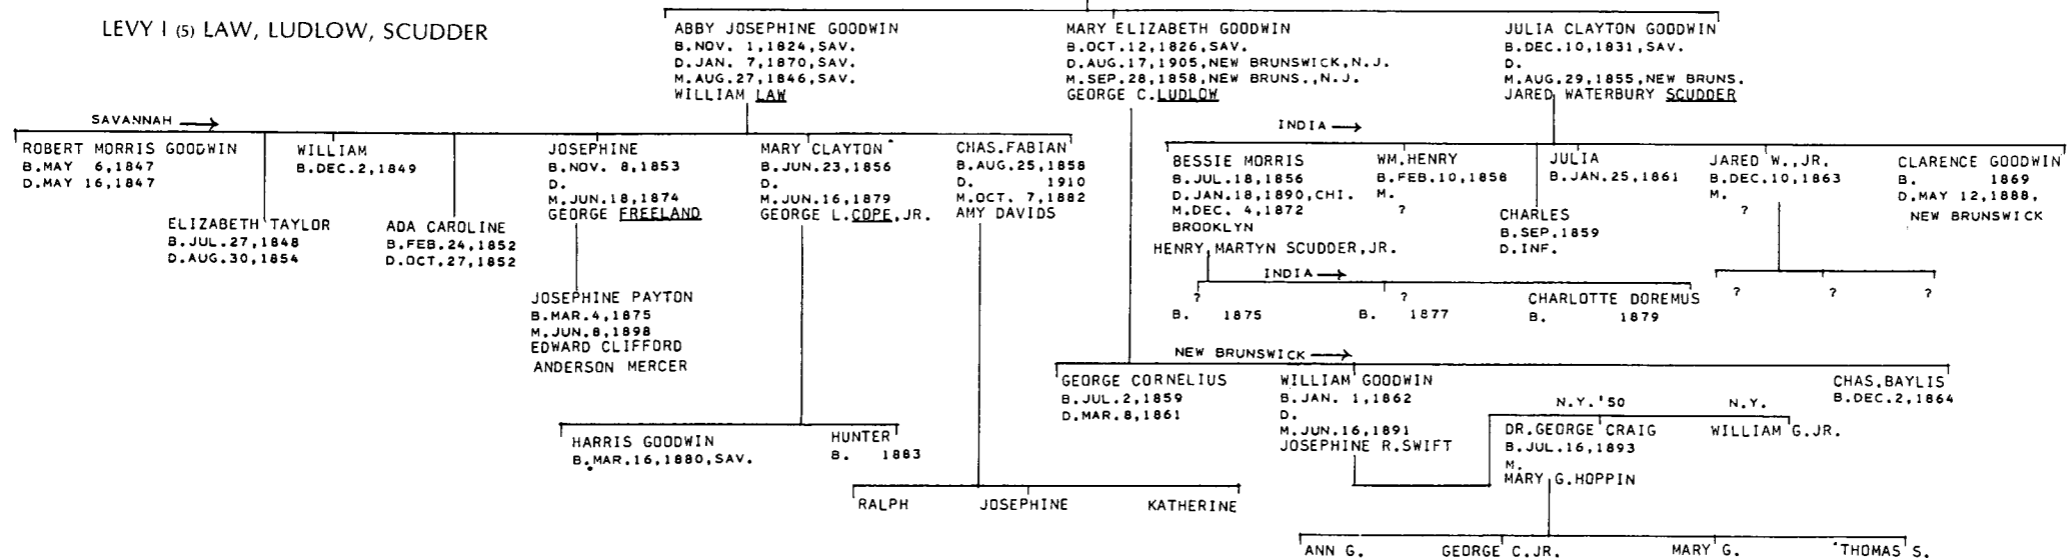 LEVY I (5) LAW, LUDLOW, SCUDDER
ABBY JOSEPHINE GOODWIN
B.NOV. 1,1824,SAV.
D.JAN. 7,1870,SAV.
M.AUG.27,1846,SAV.
WILLIAM LAW
MARY ELIZABETH GOODWIN
B.OCT.12,1826,SAV.
D.AUG.17,1905,NEW BRUNSWICK,N.J.
M.SEP.28,1858,NEW BRUNS.,N.J.
GEORGE C.LUDLOW
JULIA CLAYTON GOODWIN
B.DEC.10,1831,SAV.
D.
M.AUG.29,1855,NEW BRUNS.
JARED WATERBURY SCUDDER
SAVANNAH →
ROBERT MORRIS GOODWIN
B.MAY 6,1847
D.MAY 16,1847
ELIZABETH TAYLOR
B.JUL.27,1848
D.AUG.30,1854
WILLIAM
B.DEC.2,1849
ADA CAROLINE
B.FEB.24,1852
D.OCT.27,1852
JOSEPHINE
B.NOV. 8,1853
D.
M.JUN.18,1874
GEORGE FREELAND
MARY CLAYTON
B.JUN.23,1856
D.
M.JUN.16,1879
GEORGE L.COPE,JR.
CHAS.FABIAN
B.AUG.25,1858
D. 1910
M.OCT. 7,1882
AMY DAVIDS
INDIA →
BESSIE MORRIS
B.JUL.18,1856
D.JAN.18,1890,CHI.
M.DEC. 4,1872
BROOKLYN
HENRY MARTYN SCUDDER,JR.
WM.HENRY
B.FEB.10,1858
M.
?
CHARLES
B.SEP.1859
D.INF.
JULIA
B.JAN.25,1861
JARED W.,JR.
B.DEC.10,1863
M.
?
CLARENCE GOODWIN
B. 1869
D.MAY 12,1888,
NEW BRUNSWICK
INDIA →
?
B. 1875
?
B. 1877
CHARLOTTE DOREMUS
B. 1879
?
?
?
JOSEPHINE PAYTON
B.MAR.4,1875
M.JUN.8,1898
EDWARD CLIFFORD
ANDERSON MERCER
NEW BRUNSWICK →
GEORGE CORNELIUS
B.JUL.2,1859
D.MAR.8,1861
WILLIAM GOODWIN
B.JAN. 1,1862
D.
M.JUN.16,1891
JOSEPHINE R.SWIFT
CHAS.BAYLIS
B.DEC.2,1864
N.Y.'50
DR.GEORGE CRAIG
B.JUL.16,1893
M.
MARY G.HOPPIN
N.Y.
WILLIAM G.JR.
HARRIS GOODWIN
B.MAR.16,1880,SAV.
HUNTER
B. 1883
RALPH
JOSEPHINE
KATHERINE
ANN G.
GEORGE C.JR.
MARY G.
THOMAS S.